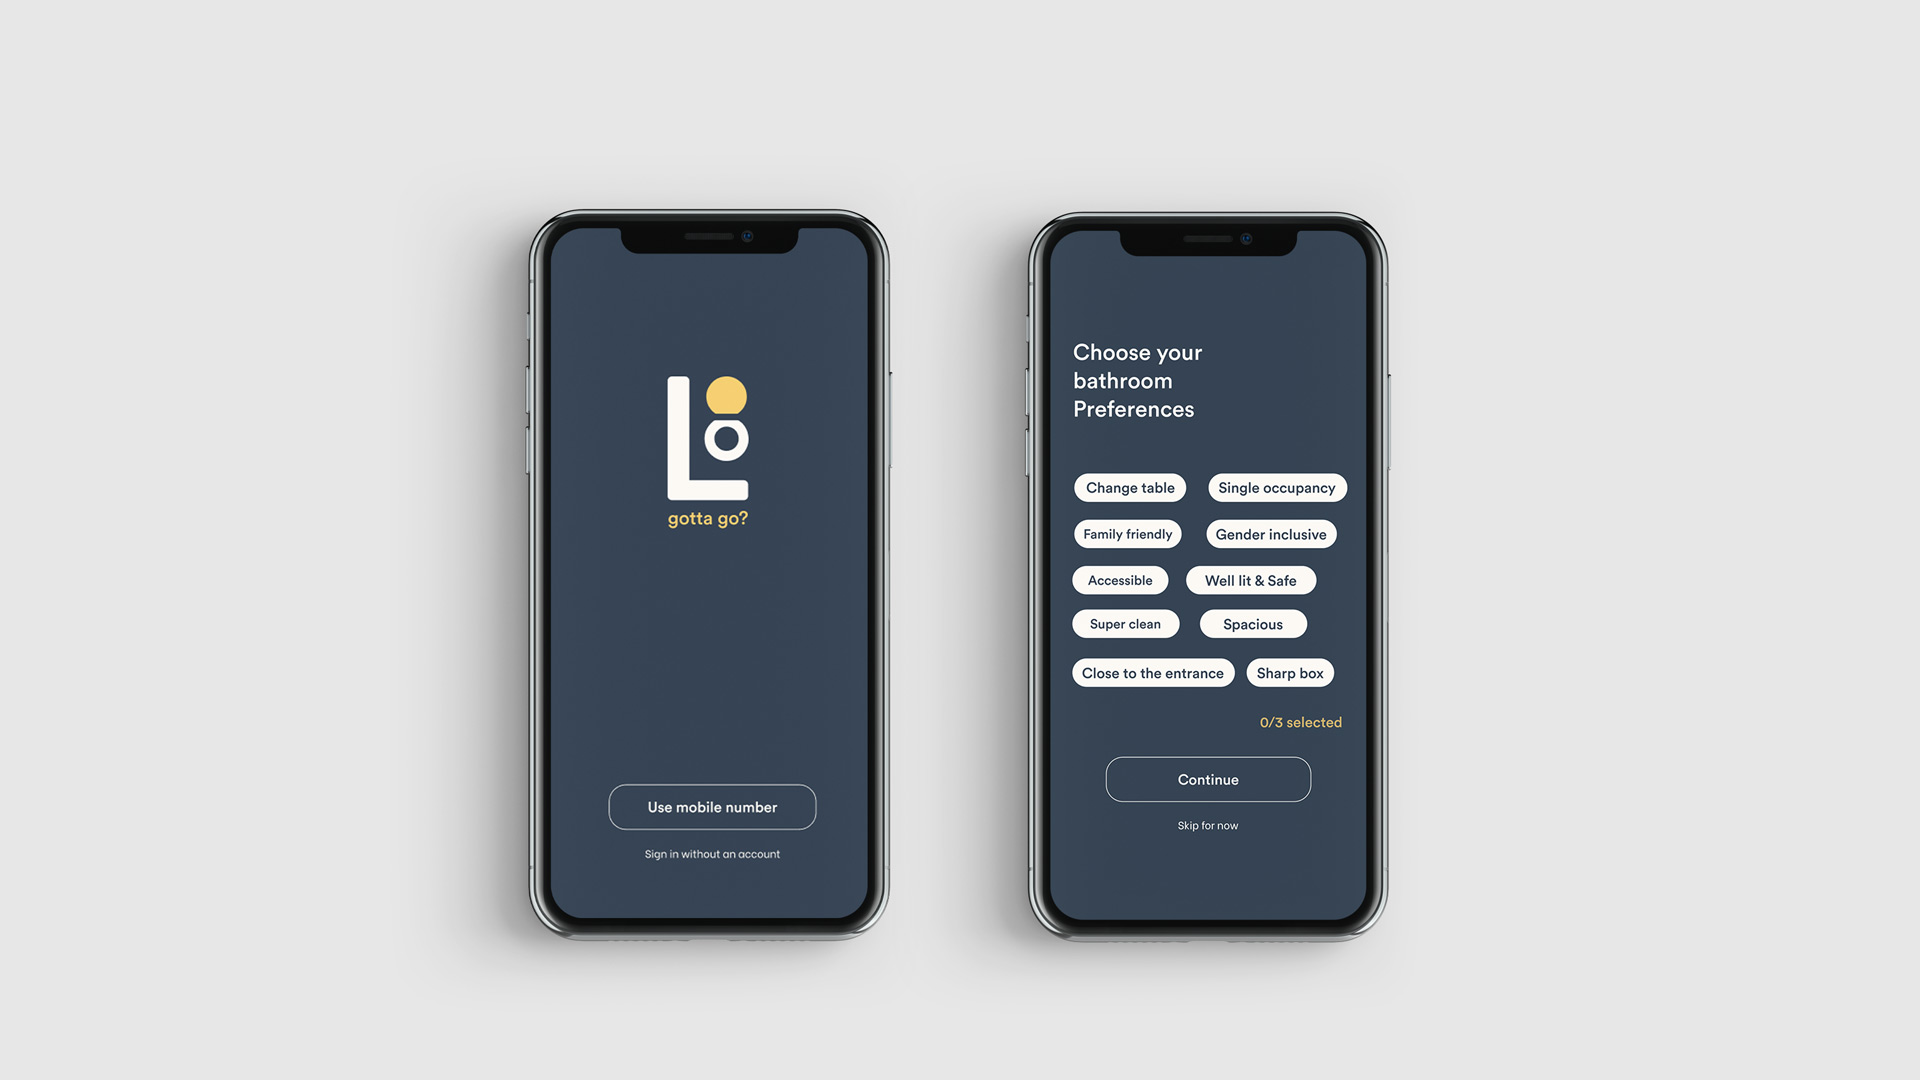 Loo
gotta go?
Use mobile number
Sign in without an account
Choose your
bathroom
Preferences
Change table
Single occupancy
Family friendly
Gender inclusive
Accessible
Well lit & Safe
Super clean
Spacious
Close to the entrance
Sharp box
0/3 selected
Continue
Skip for now